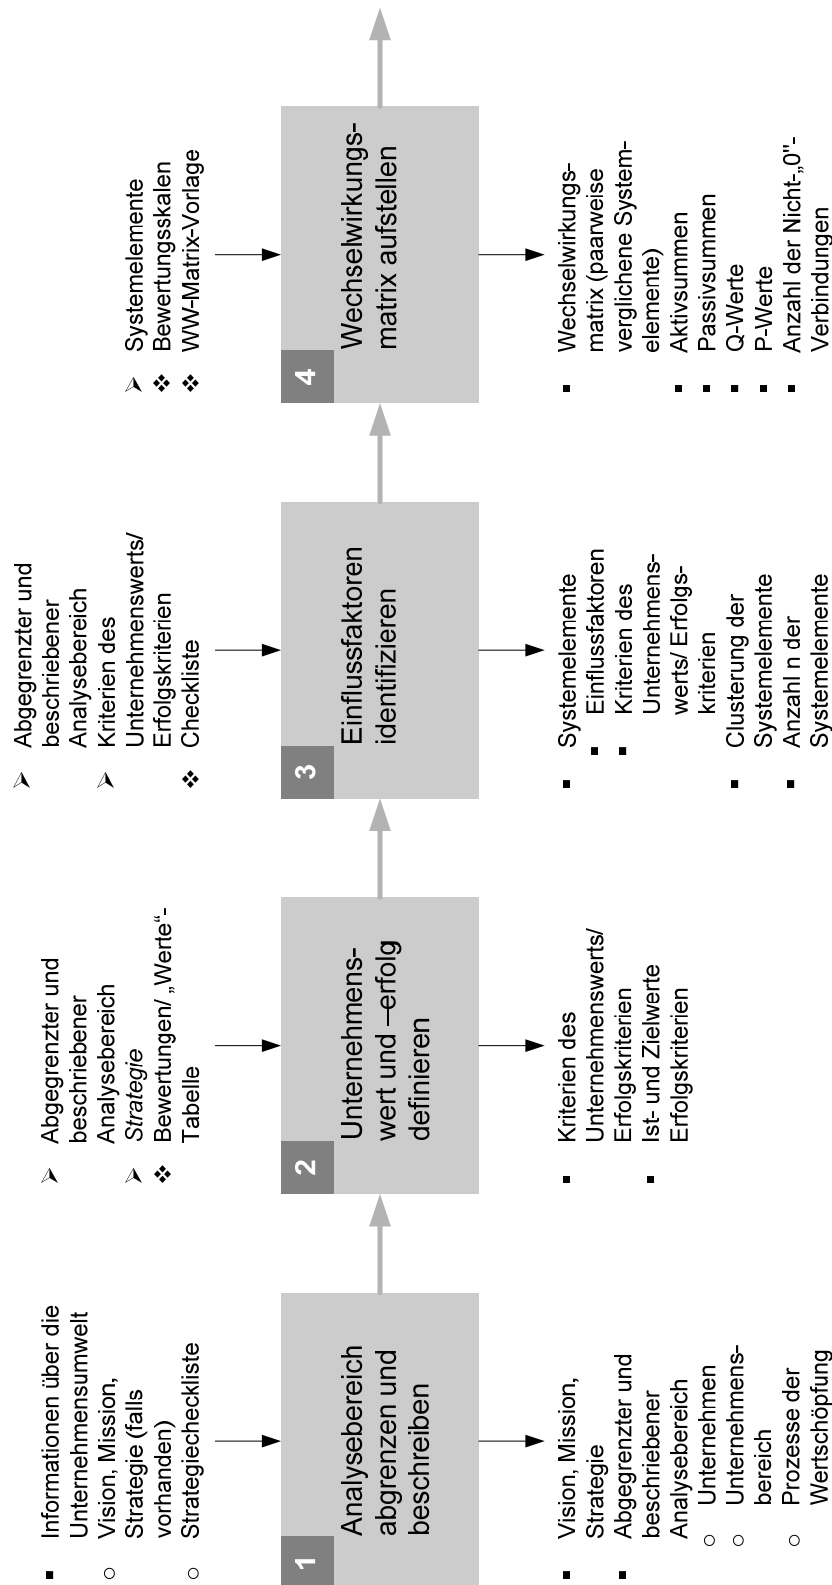 ▪ Informationen über die
Unternehmensumwelt
○ Vision, Mission,
Strategie (falls
vorhanden)
○ Strategiecheckliste
1
Analysebereich
abgrenzen und
beschreiben
▪ Vision, Mission,
Strategie
▪ Abgegrenzter und
beschriebener
Analysebereich
○ Unternehmen
○ Unternehmens-
bereich
○ Prozesse der
Wertschöpfung
➢ Abgegrenzter und
beschriebener
Analysebereich
➢ Strategie
❖ Bewertungen/ „Werte“-
Tabelle
2
Unternehmens-
wert und –erfolg
definieren
▪ Kriterien des
Unternehmenswerts/
Erfolgskriterien
▪ Ist- und Zielwerte
Erfolgskriterien
➢ Abgegrenzter und
beschriebener
Analysebereich
➢ Kriterien des
Unternehmenswerts/
Erfolgskriterien
❖ Checkliste
3
Einflussfaktoren
identifizieren
▪ Systemelemente
▪ Einflussfaktoren
▪ Kriterien des
Unternehmens-
werts/ Erfolgs-
kriterien
▪ Clusterung der
Systemelemente
▪ Anzahl n der
Systemelemente
➢ Systemelemente
❖ Bewertungsskalen
❖ WW-Matrix-Vorlage
4
Wechselwirkungs-
matrix aufstellen
▪ Wechselwirkungs-
matrix (paarweise
verglichene System-
elemente)
▪ Aktivsummen
▪ Passivsummen
▪ Q-Werte
▪ P-Werte
▪ Anzahl der Nicht-„0"-
Verbindungen